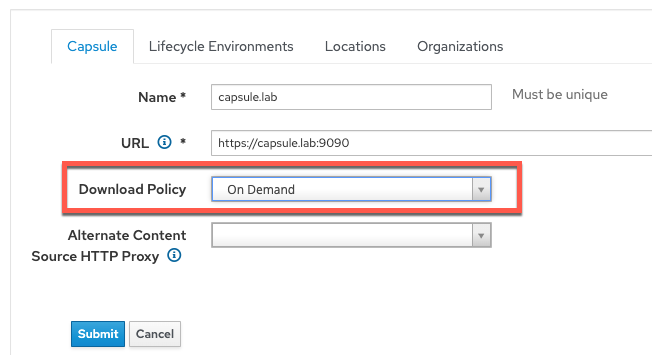 Capsule Lifecycle Environments Locations Organizations
Name * capsule.lab Must be unique
URL * https://capsule.lab:9090
Download Policy On Demand
Alternate Content
Source HTTP Proxy
Submit Cancel